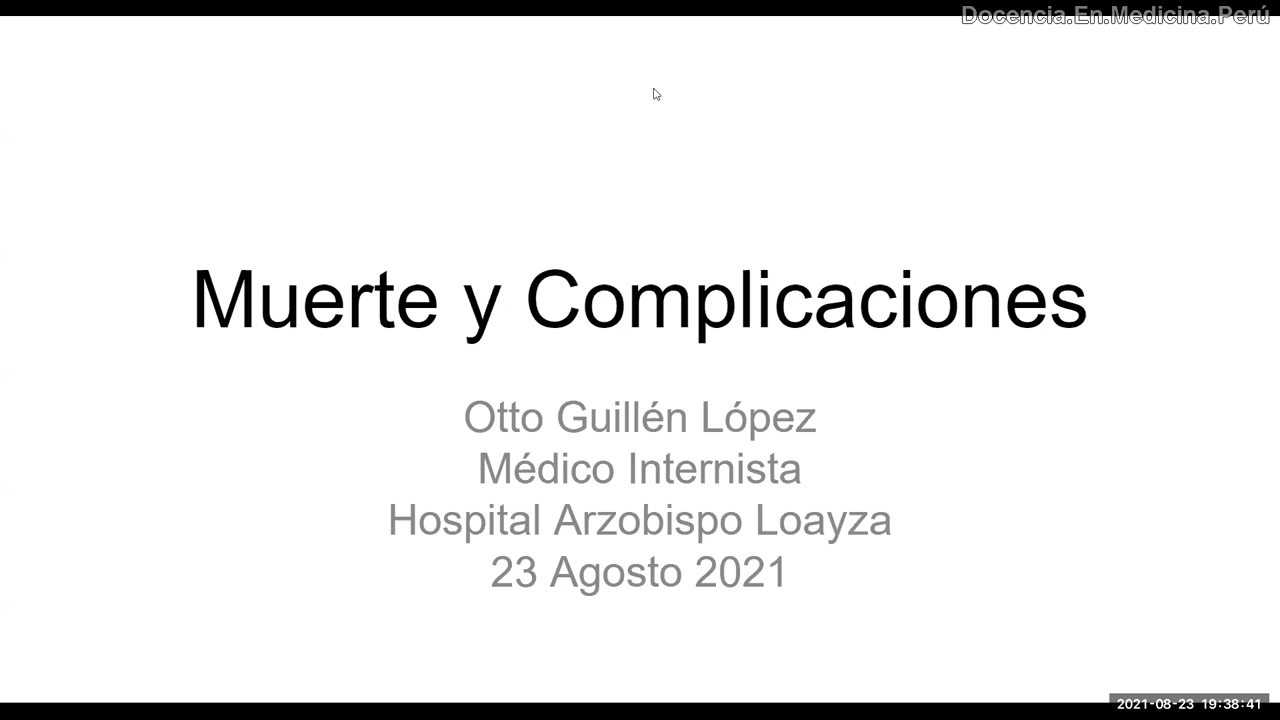 Docencia.En.Medicina.Perú
Muerte y Complicaciones
Otto Guillén López
Médico Internista
Hospital Arzobispo Loayza
23 Agosto 2021
2021-08-23 19:38:41